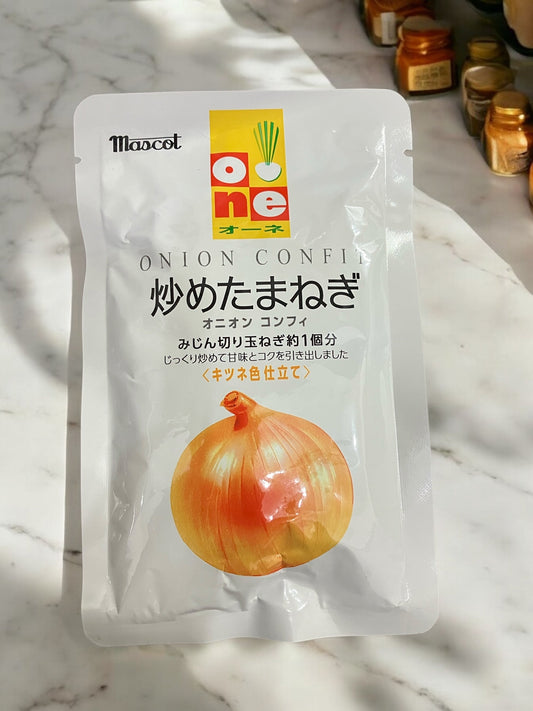 mascot
one
オーネ
ONION CONFIT
炒めたまねぎ
オニオン コンフィ
みじん切り玉ねぎ約1個分
じっくり炒めて甘味とコクを引き出しました
〈キツネ色仕立て〉